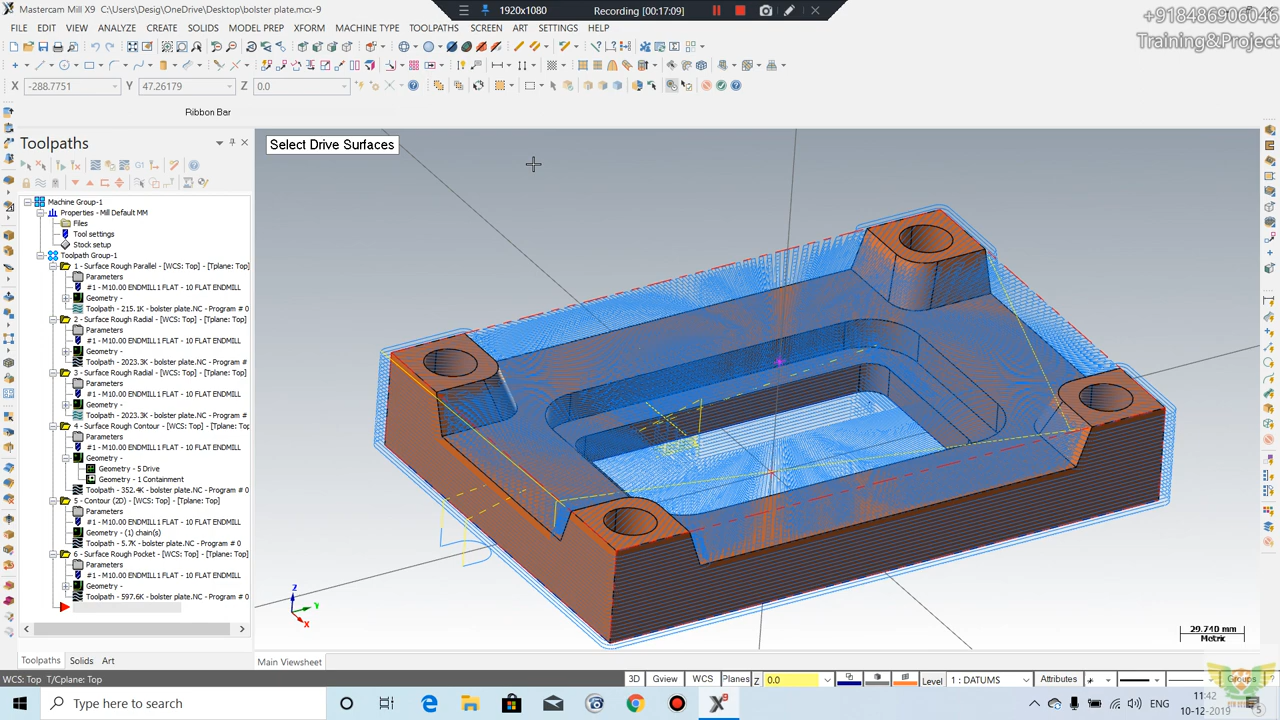 Mastercam Mill X9  C:\Users\Desig\OneDrive\Desktop\bolster plate.mcx-9
1920x1080
Recording [00:17:09]
+918486906046
Training&Project
FILE EDIT VIEW ANALYZE CREATE SOLIDS MODEL PREP XFORM MACHINE TYPE TOOLPATHS SCREEN ART SETTINGS HELP
X -288.7751 Y 47.26179 Z 0.0
Ribbon Bar
Toolpaths
Select Drive Surfaces
Machine Group-1
Properties - Mill Default MM
Files
Tool settings
Stock setup
Toolpath Group-1
1 - Surface Rough Parallel - [WCS: Top] - [Tplane: Top]
Parameters
#1 - M10.00 ENDMILL1 FLAT - 10 FLAT ENDMILL
Geometry -
Toolpath - 215.1K - bolster plate.NC - Program # 0
2 - Surface Rough Radial - [WCS: Top] - [Tplane: Top]
Parameters
#1 - M10.00 ENDMILL1 FLAT - 10 FLAT ENDMILL
Geometry -
Toolpath - 2023.3K - bolster plate.NC - Program #
3 - Surface Rough Radial - [WCS: Top] - [Tplane: Top]
Parameters
#1 - M10.00 ENDMILL1 FLAT - 10 FLAT ENDMILL
Geometry -
Toolpath - 2023.3K - bolster plate.NC - Program #
4 - Surface Rough Contour - [WCS: Top] - [Tplane: Top]
Parameters
#1 - M10.00 ENDMILL1 FLAT - 10 FLAT ENDMILL
Geometry -
Geometry - 5 Drive
Geometry - 1 Containment
Toolpath - 352.4K - bolster plate.NC - Program # 0
5 - Contour (2D) - [WCS: Top] - [Tplane: Top]
Parameters
#1 - M10.00 ENDMILL1 FLAT - 10 FLAT ENDMILL
Geometry - (1) chain(s)
Toolpath - 5.7K - bolster plate.NC - Program # 0
6 - Surface Rough Pocket - [WCS: Top] - [Tplane: Top]
Parameters
#1 - M10.00 ENDMILL1 FLAT - 10 FLAT ENDMILL
Geometry -
Toolpath - 597.6K - bolster plate.NC - Program # 0
Z
Y
X
29.740 mm
Metric
Toolpaths Solids Art
Main Viewsheet
WCS: Top  T/Cplane: Top
3D Gview WCS Planes Z 0.0 Level 1 : DATUMS Attributes Groups ?
Type here to search
ENG
11:42
10-12-2019
5